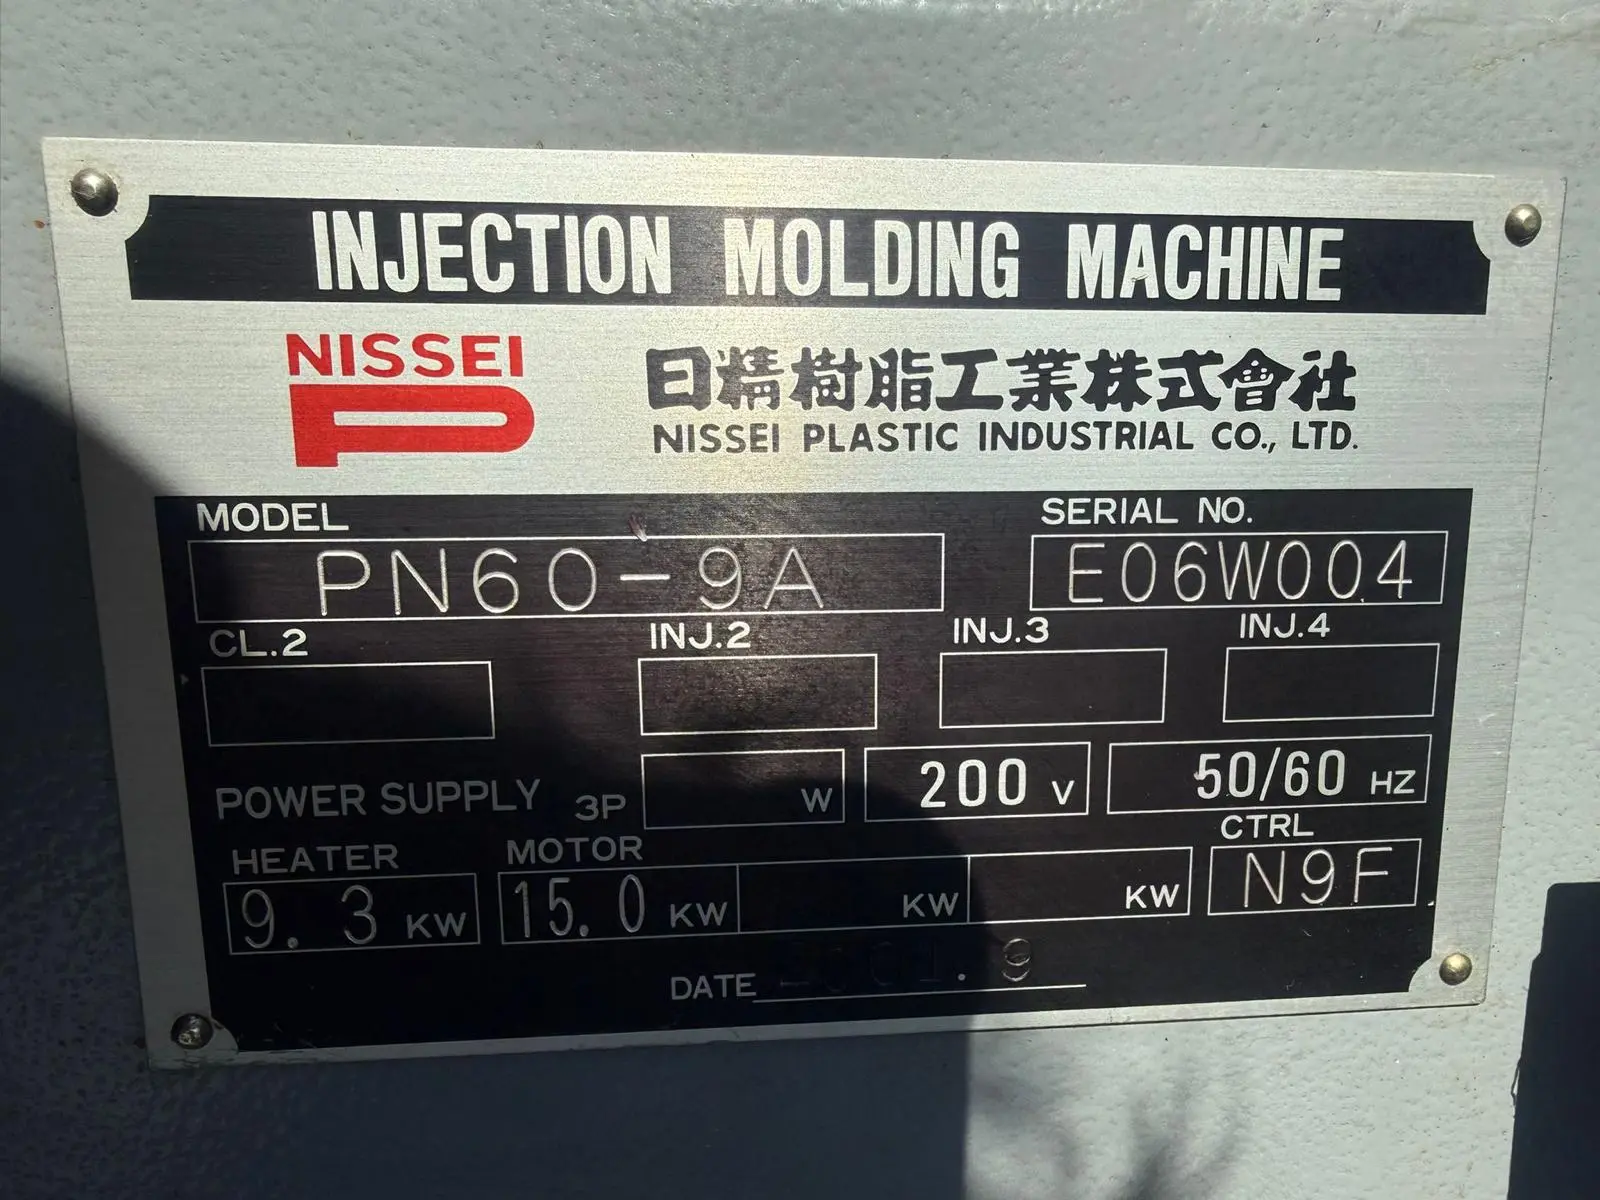 INJECTION MOLDING MACHINE
NISSEI
日精樹脂工業株式會社
NISSEI PLASTIC INDUSTRIAL CO., LTD.
MODEL SERIAL NO.
PN60-9A E06W004
CL.2 INJ.2 INJ.3 INJ.4
POWER SUPPLY 3P W 200 V 50/60 HZ
HEATER MOTOR CTRL
9.3 KW 15.0 KW KW KW N9F
DATE